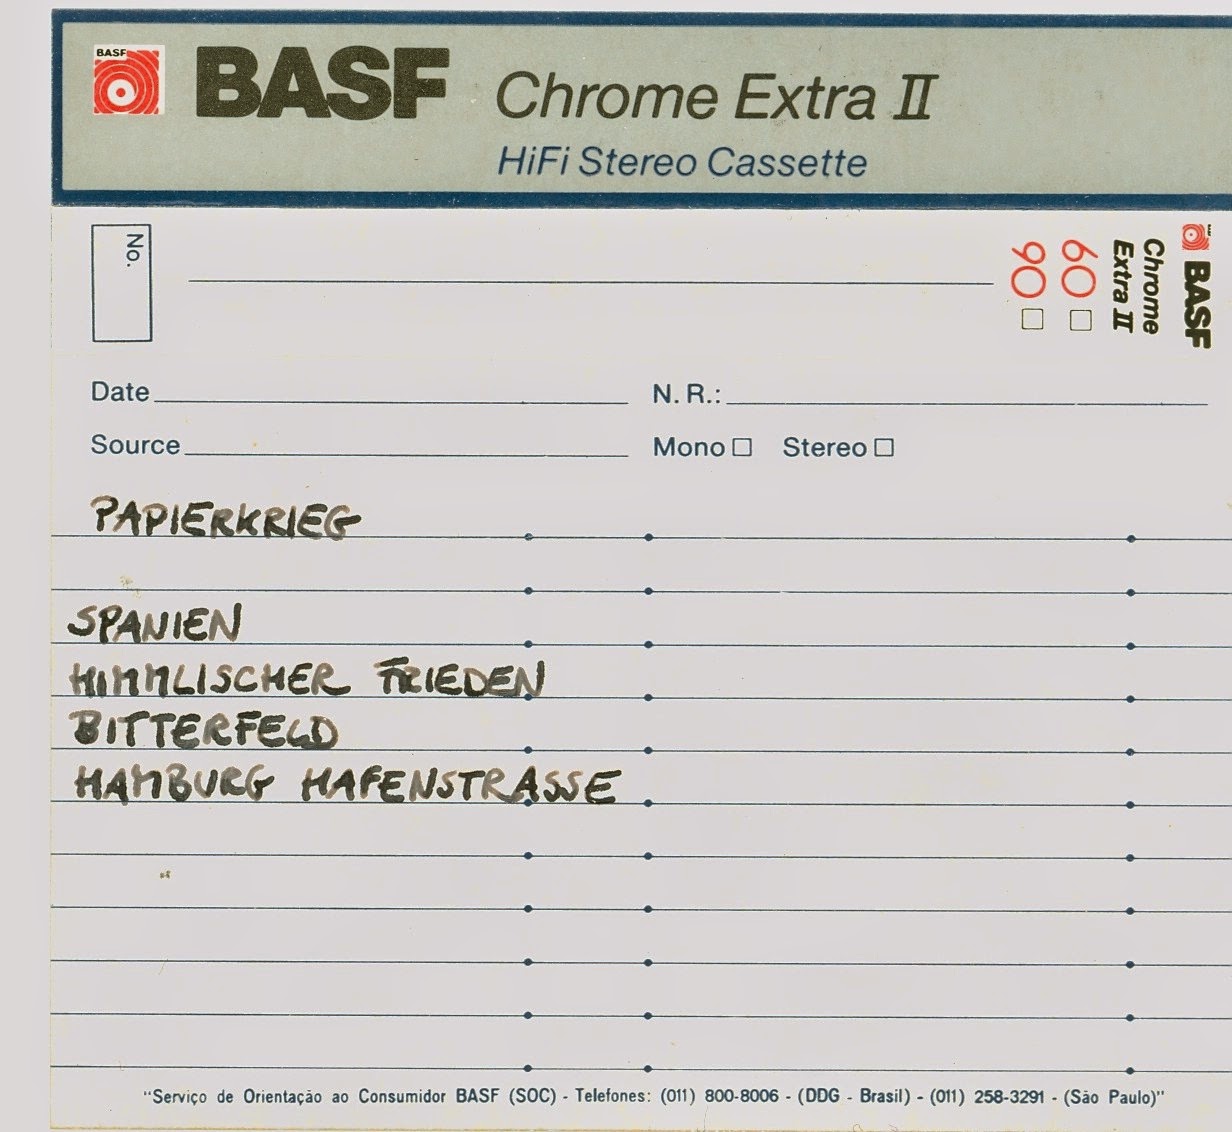 BASF
BASF Chrome Extra II
HiFi Stereo Cassette
No.
90
60
Chrome
Extra II
BASF
Date N. R.:
Source Mono Stereo
PAPIERKRIEG
SPANIEN
HIMMLISCHER FRIEDEN
BITTERFELD
HAMBURG HAFENSTRASSE
"Serviço de Orientação ao Consumidor BASF (SOC) - Telefones: (011) 800-8006 - (DDG - Brasil) - (011) 258-3291 - (São Paulo)"